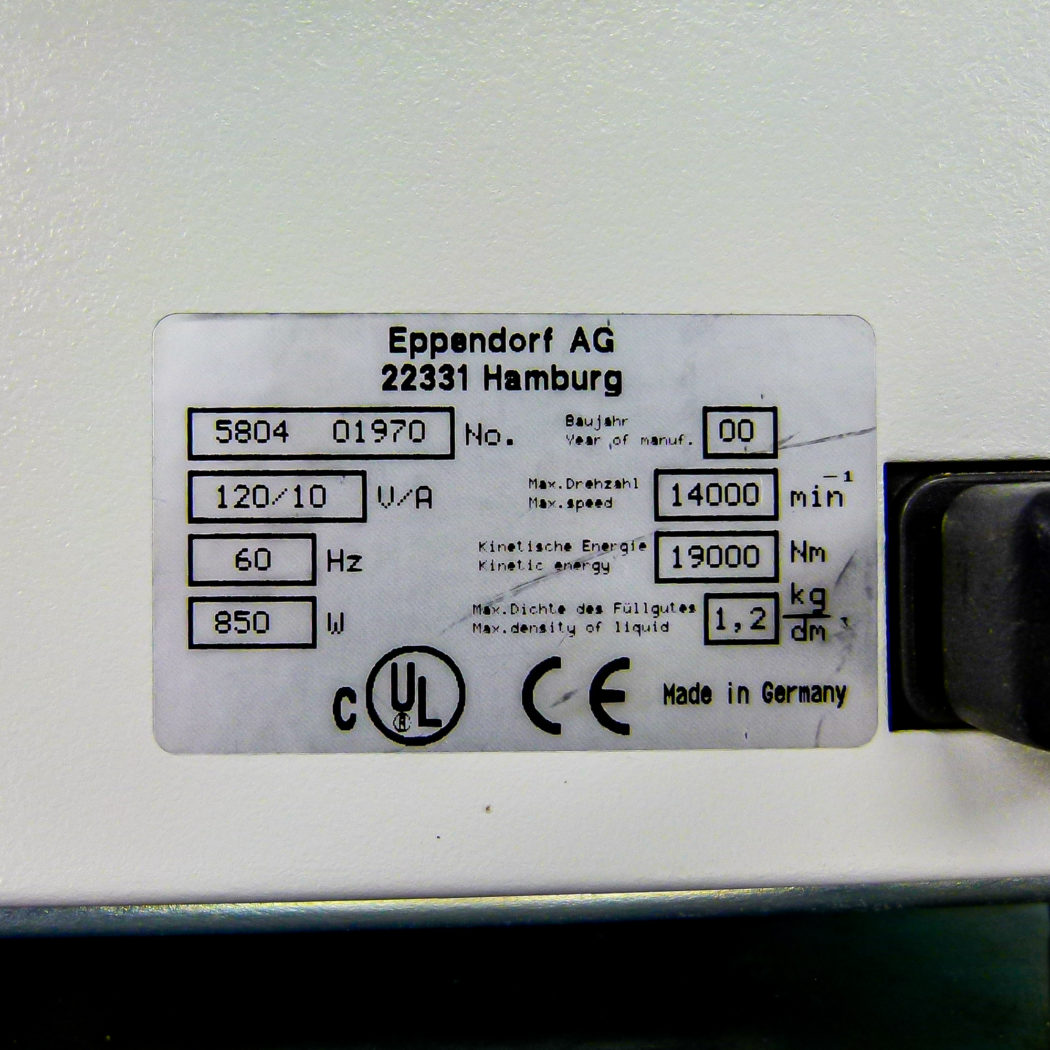 Eppendorf AG
22331 Hamburg
5804 01970 No.
Baujahr
Year of manuf. 00
120/10 V/A
Max.Drehzahl
Max.speed 14000 min⁻¹
60 Hz
Kinetische Energie
Kinetic energy 19000 Nm
850 W
Max.Dichte des Füllgutes
Max.density of liquid 1,2 kg/dm³
C UL ® CE Made in Germany